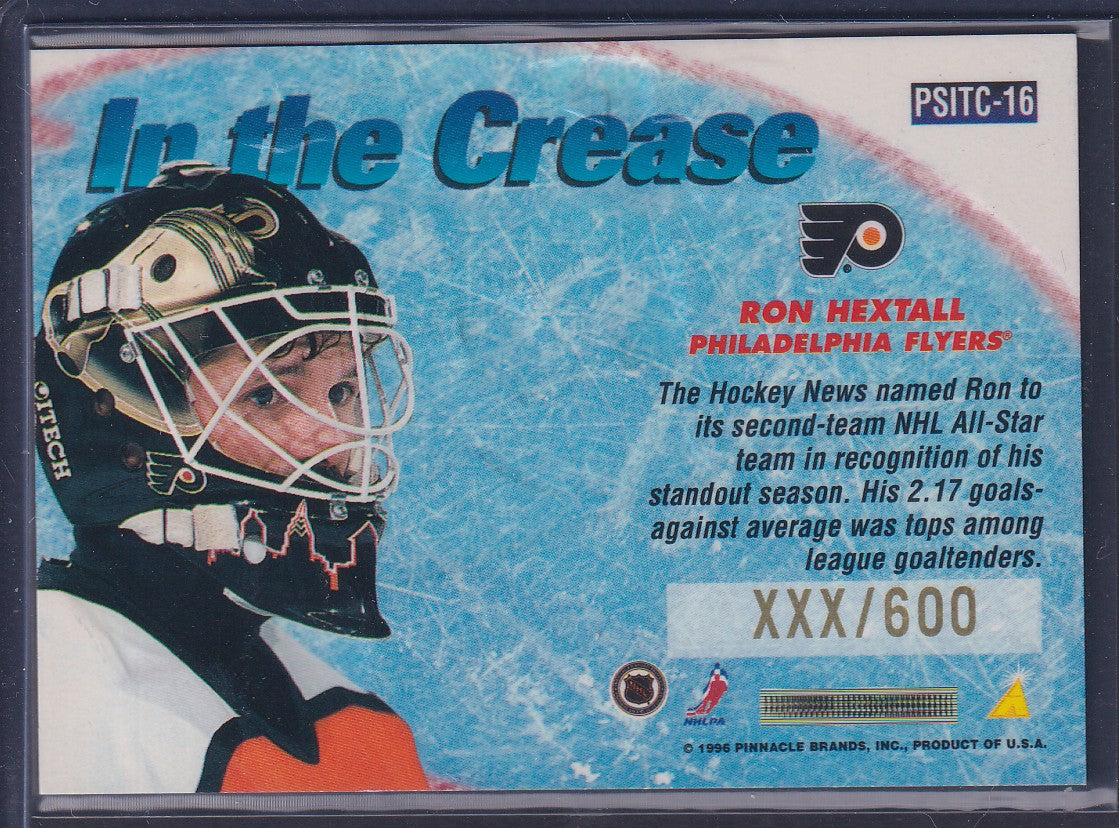 In the Crease
PSITC-16
RON HEXTALL
PHILADELPHIA FLYERS®
The Hockey News named Ron to
its second-team NHL All-Star
team in recognition of his
standout season. His 2.17 goals-
against average was tops among
league goaltenders.
ITECH
XXX/600
NHLPA
© 1996 PINNACLE BRANDS, INC., PRODUCT OF U.S.A.